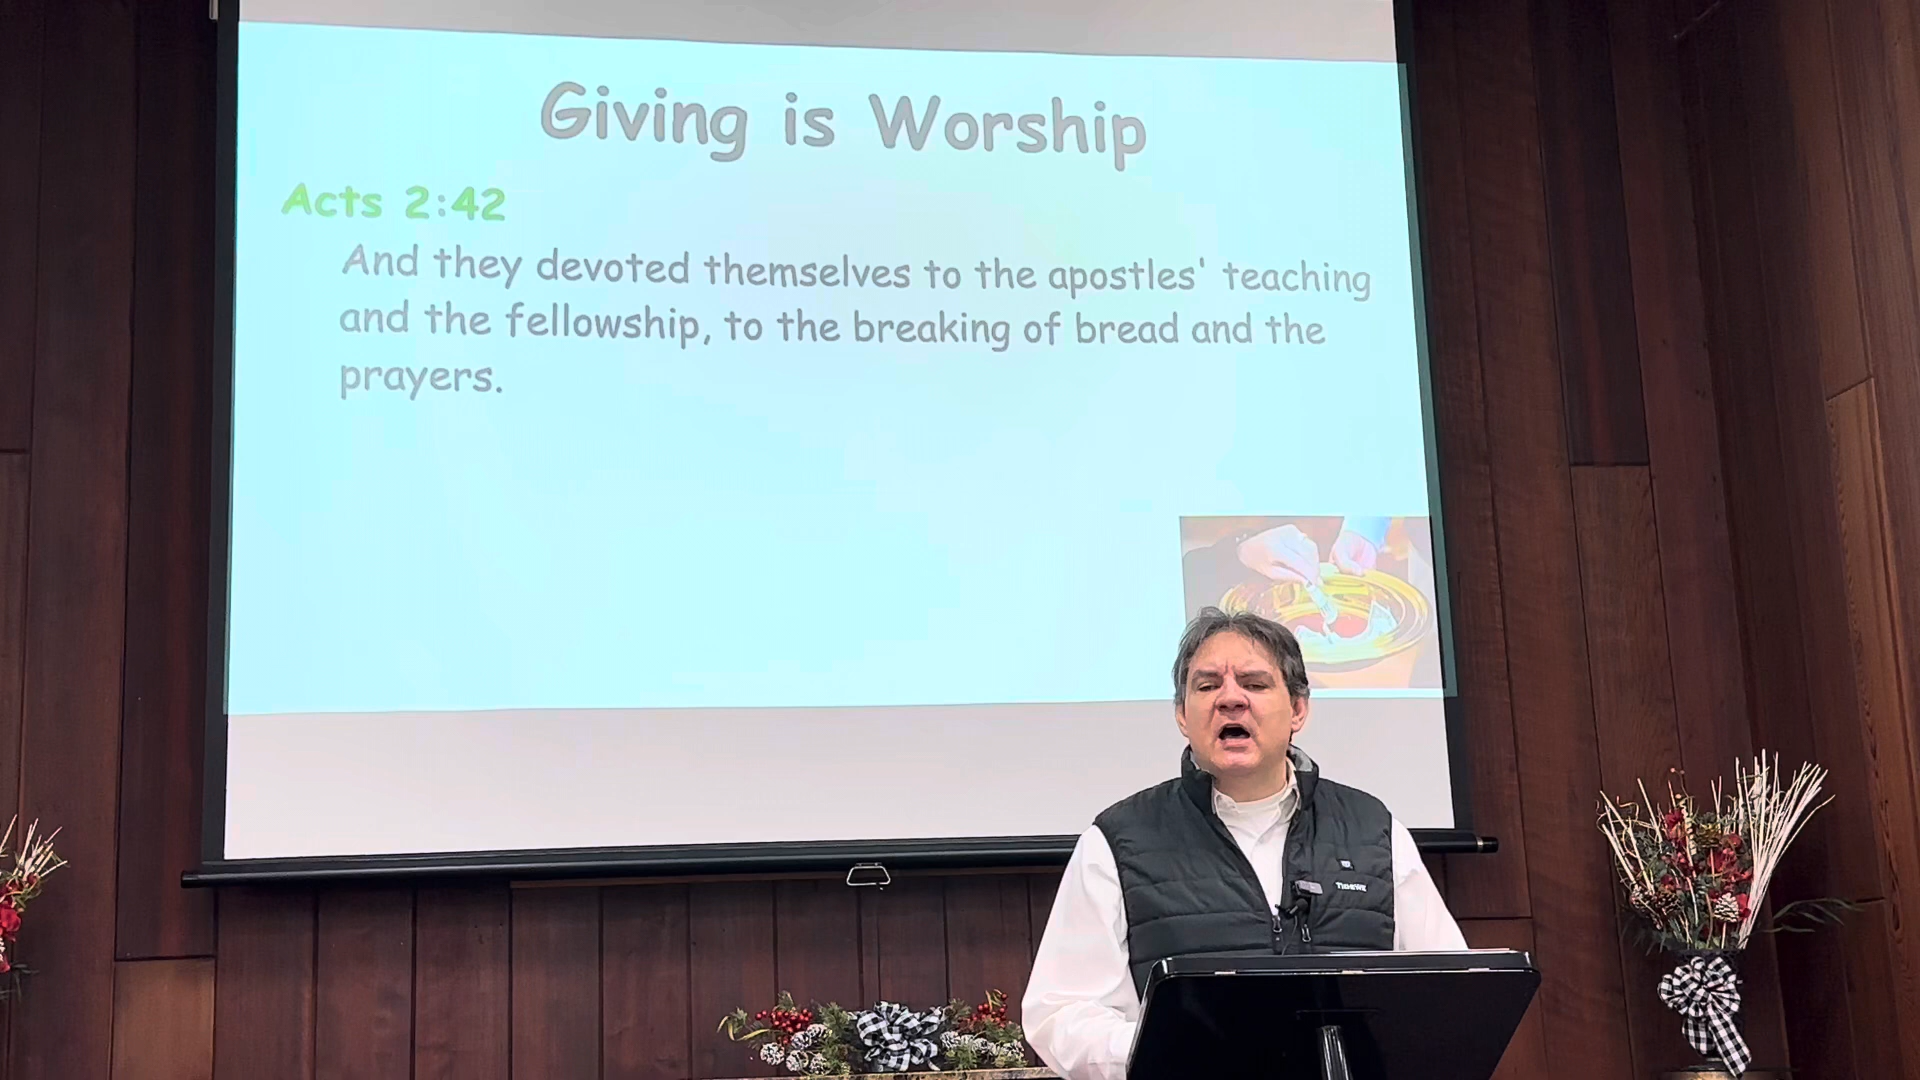 Giving is Worship
Acts 2:42
And they devoted themselves to the apostles' teaching
and the fellowship, to the breaking of bread and the
prayers.